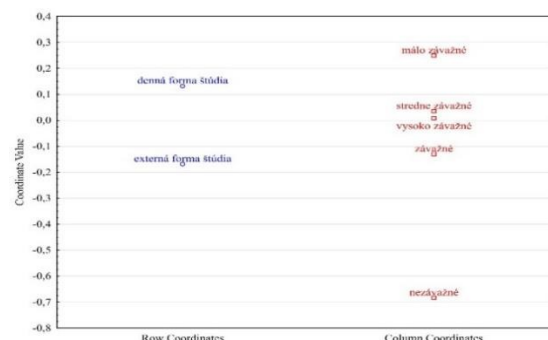 0,4
0,3
0,2
0,1
0,0
-0,1
-0,2
-0,3
-0,4
-0,5
-0,6
-0,7
-0,8
Coordinate Value
denná forma štúdia
externá forma štúdia
málo závažné
stredne závažné
vysoko závažné
závažné
nezávažné
Row Coordinates
Column Coordinates